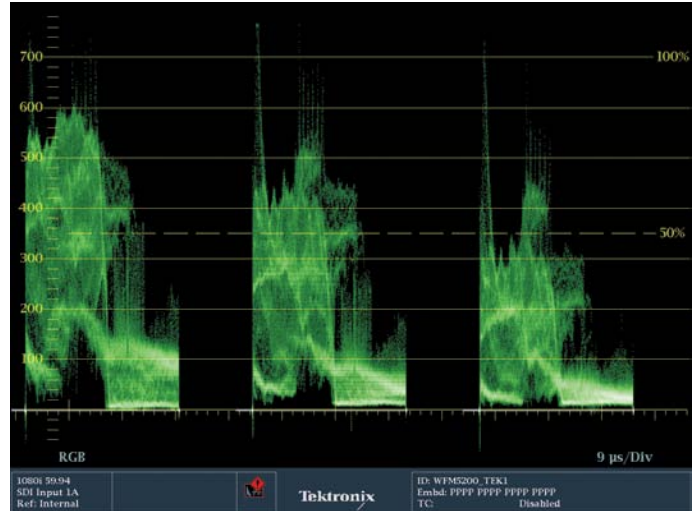 700
100%
600
500
400
50%
300
200
100
RGB
9 µs/Div
1080i 59.94
SDI Input 1A
Ref: Internal
Tektronix
ID: WFM5200_TEK1
Embd: PPPP PPPP PPPP PPPP
TC: Disabled